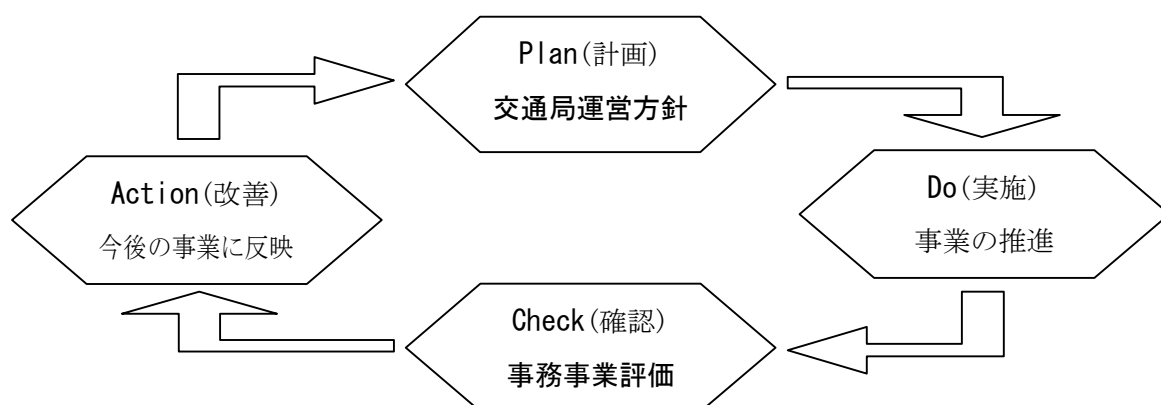 Plan(計画)
交通局運営方針
Do(実施)
事業の推進
Check(確認)
事務事業評価
Action(改善)
今後の事業に反映